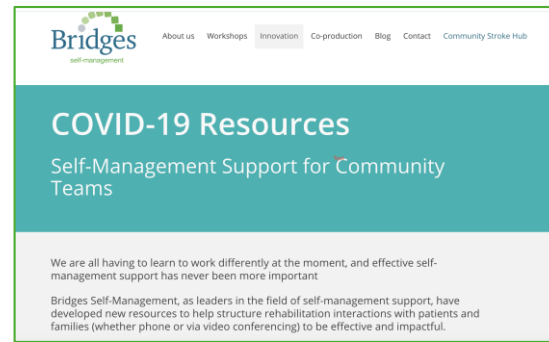 Bridges
self-management
About us Workshops Innovation Co-production Blog Contact Community Stroke Hub
COVID-19 Resources
Self-Management Support for Community
Teams
We are all having to learn to work differently at the moment, and effective self-
management support has never been more important
Bridges Self-Management, as leaders in the field of self-management support, have
developed new resources to help structure rehabilitation interactions with patients and
families (whether phone or via video conferencing) to be effective and impactful.